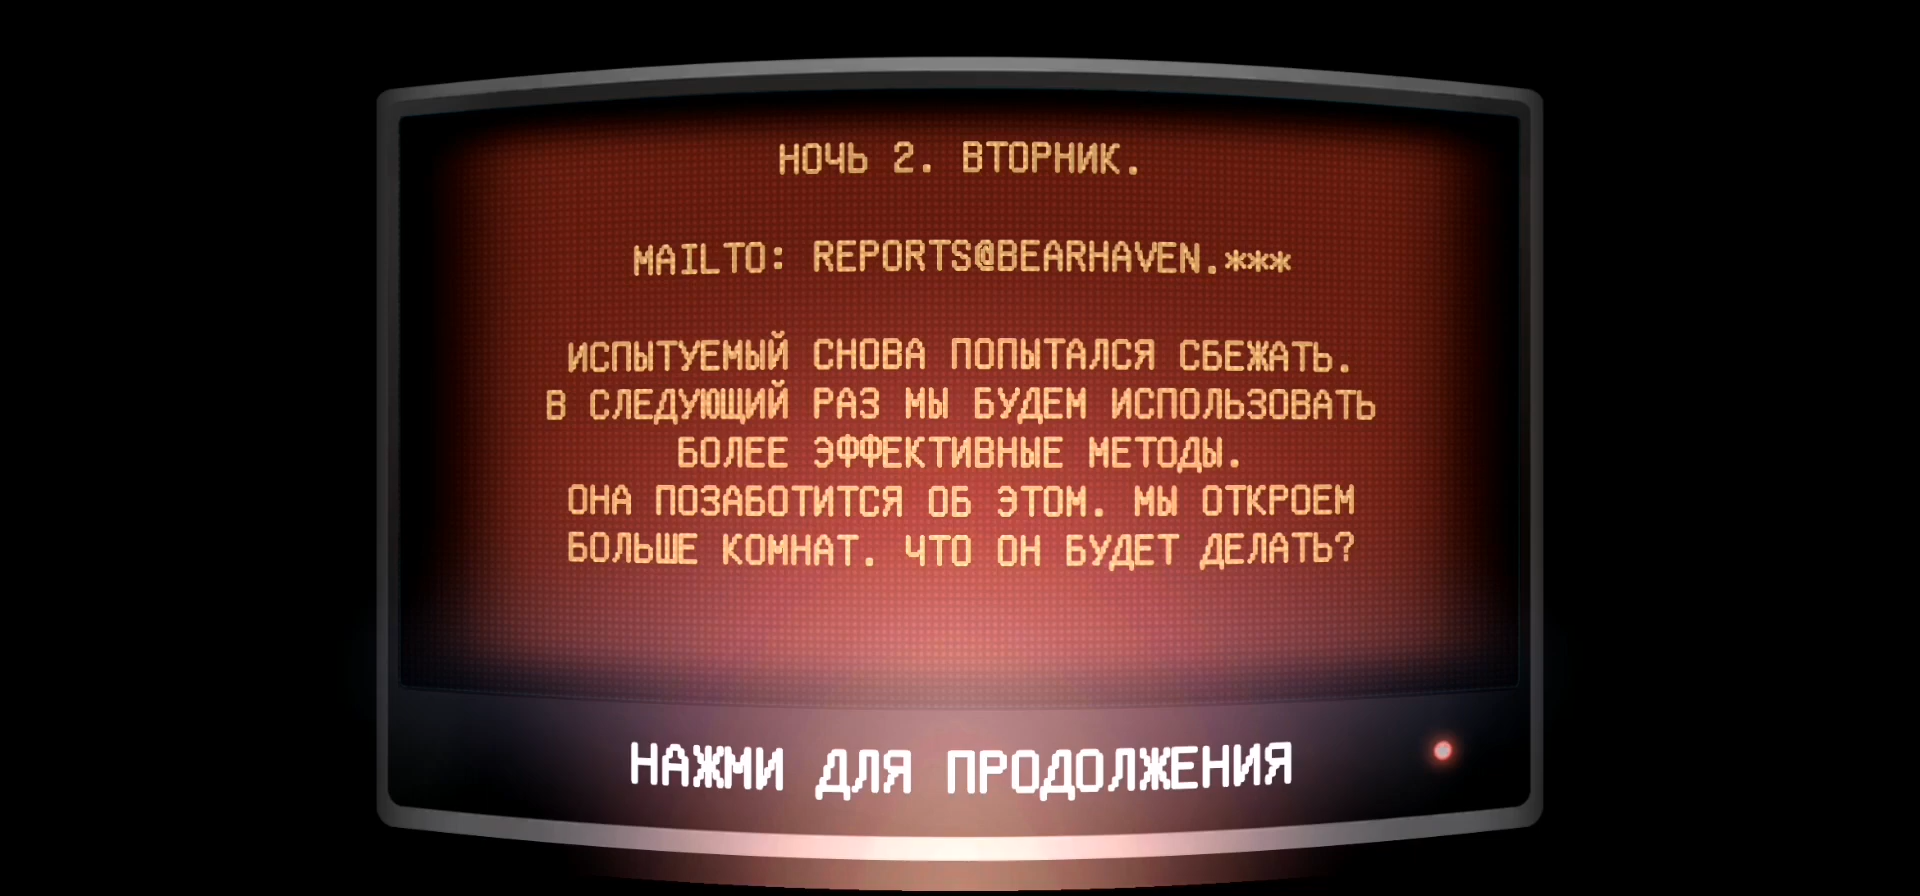 НОЧЬ 2. ВТОРНИК.
MAILTO: REPORTS@BEARHAVEN.***
ИСПЫТУЕМЫЙ СНОВА ПОПЫТАЛСЯ СБЕЖАТЬ.
В СЛЕДУЮЩИЙ РАЗ МЫ БУДЕМ ИСПОЛЬЗОВАТЬ
БОЛЕЕ ЭФФЕКТИВНЫЕ МЕТОДЫ.
ОНА ПОЗАБОТИТСЯ ОБ ЭТОМ. МЫ ОТКРОЕМ
БОЛЬШЕ КОМНАТ. ЧТО ОН БУДЕТ ДЕЛАТЬ?
НАЖМИ ДЛЯ ПРОДОЛЖЕНИЯ